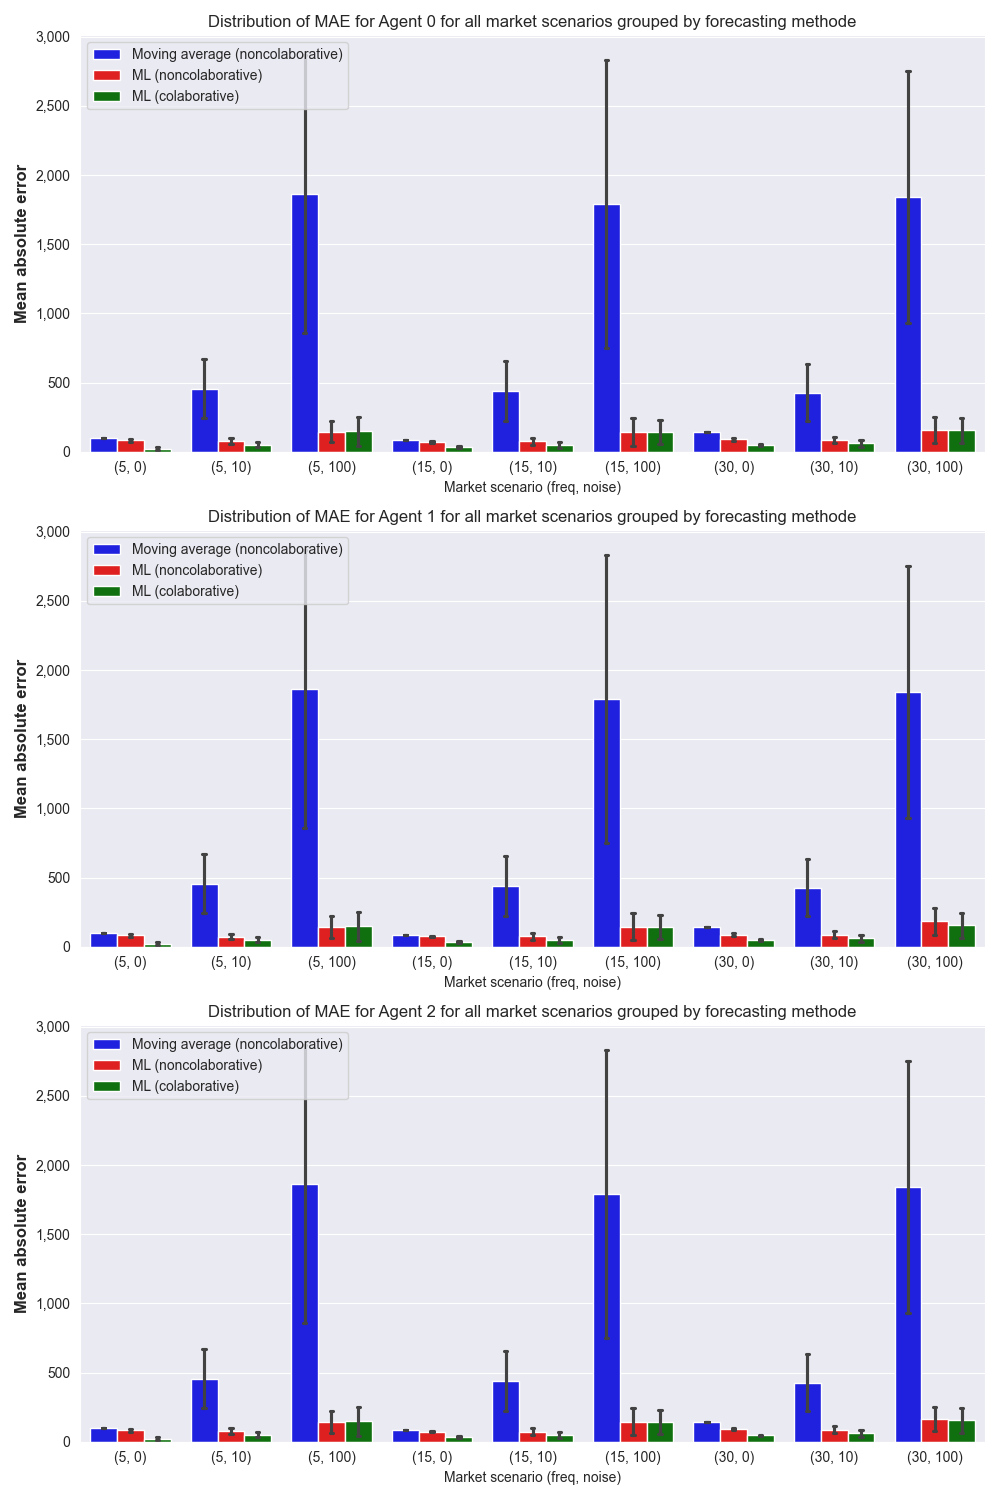 Distribution of MAE for Agent 0 for all market scenarios grouped by forecasting methode
Moving average (noncolaborative)
ML (noncolaborative)
ML (colaborative)
Mean absolute error
3,000
2,500
2,000
1,500
1,000
500
0
(5, 0) (5, 10) (5, 100) (15, 0) (15, 10) (15, 100) (30, 0) (30, 10) (30, 100)
Market scenario (freq, noise)
Distribution of MAE for Agent 1 for all market scenarios grouped by forecasting methode
Moving average (noncolaborative)
ML (noncolaborative)
ML (colaborative)
Mean absolute error
3,000
2,500
2,000
1,500
1,000
500
0
(5, 0) (5, 10) (5, 100) (15, 0) (15, 10) (15, 100) (30, 0) (30, 10) (30, 100)
Market scenario (freq, noise)
Distribution of MAE for Agent 2 for all market scenarios grouped by forecasting methode
Moving average (noncolaborative)
ML (noncolaborative)
ML (colaborative)
Mean absolute error
3,000
2,500
2,000
1,500
1,000
500
0
(5, 0) (5, 10) (5, 100) (15, 0) (15, 10) (15, 100) (30, 0) (30, 10) (30, 100)
Market scenario (freq, noise)